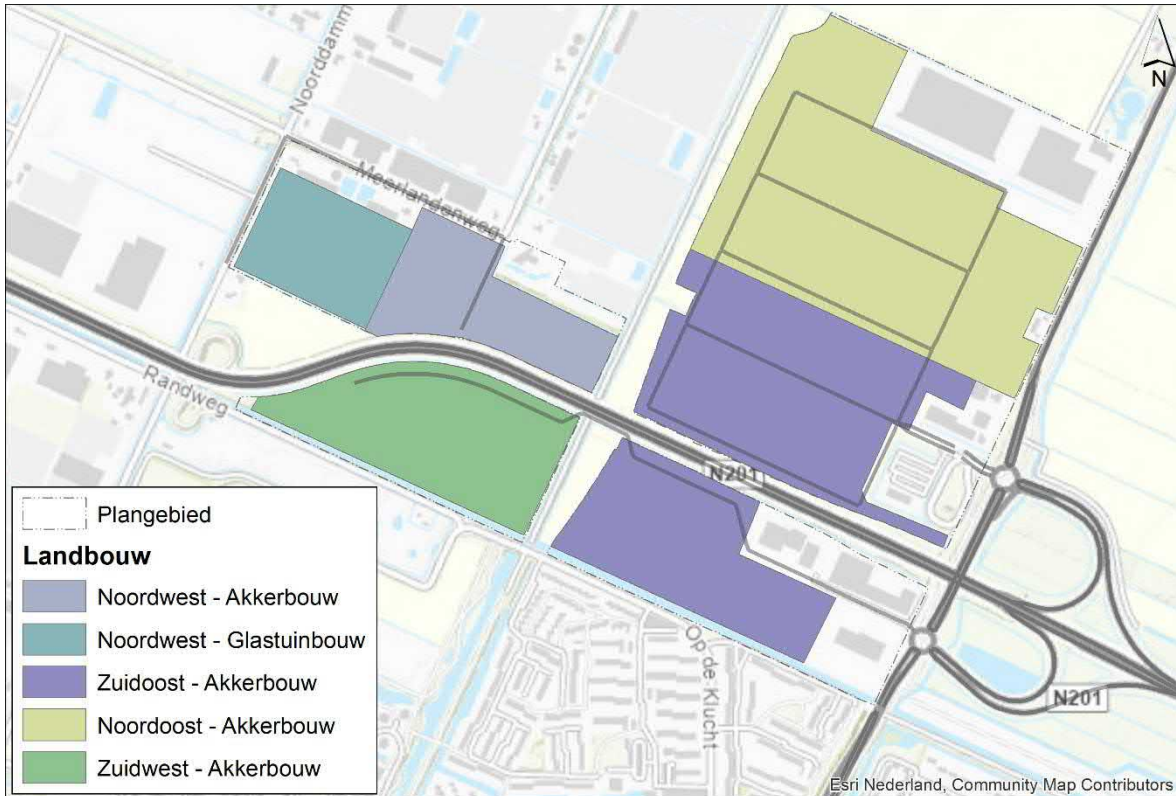 Noorddamm
N
Meerlandenweg
Randweg
N201
Op de Klucht
N201
Plangebied
Landbouw
Noordwest - Akkerbouw
Noordwest - Glastuinbouw
Zuidoost - Akkerbouw
Noordoost - Akkerbouw
Zuidwest - Akkerbouw
Esri Nederland, Community Map Contributors